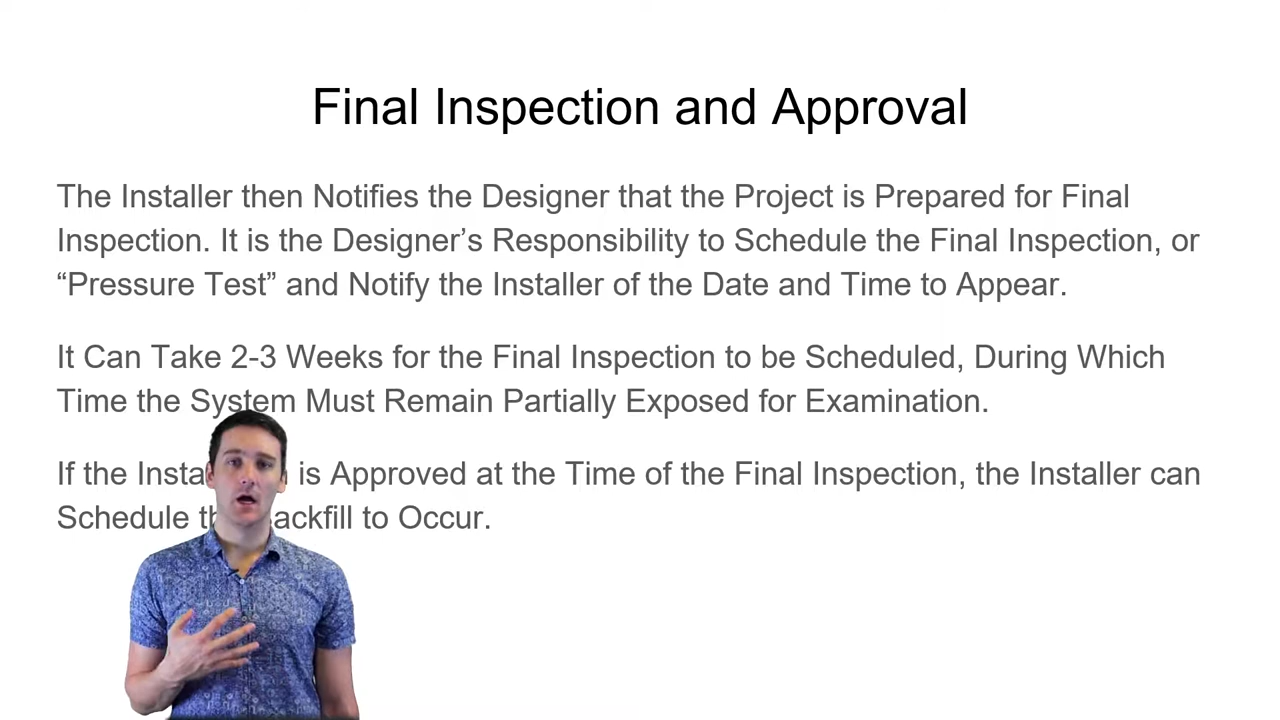 Final Inspection and Approval
The Installer then Notifies the Designer that the Project is Prepared for Final
Inspection. It is the Designer’s Responsibility to Schedule the Final Inspection, or
“Pressure Test” and Notify the Installer of the Date and Time to Appear.
It Can Take 2-3 Weeks for the Final Inspection to be Scheduled, During Which
Time the System Must Remain Partially Exposed for Examination.
If the is Approved at the Time of the Final Inspection, the Installer can
Schedule to Occur.